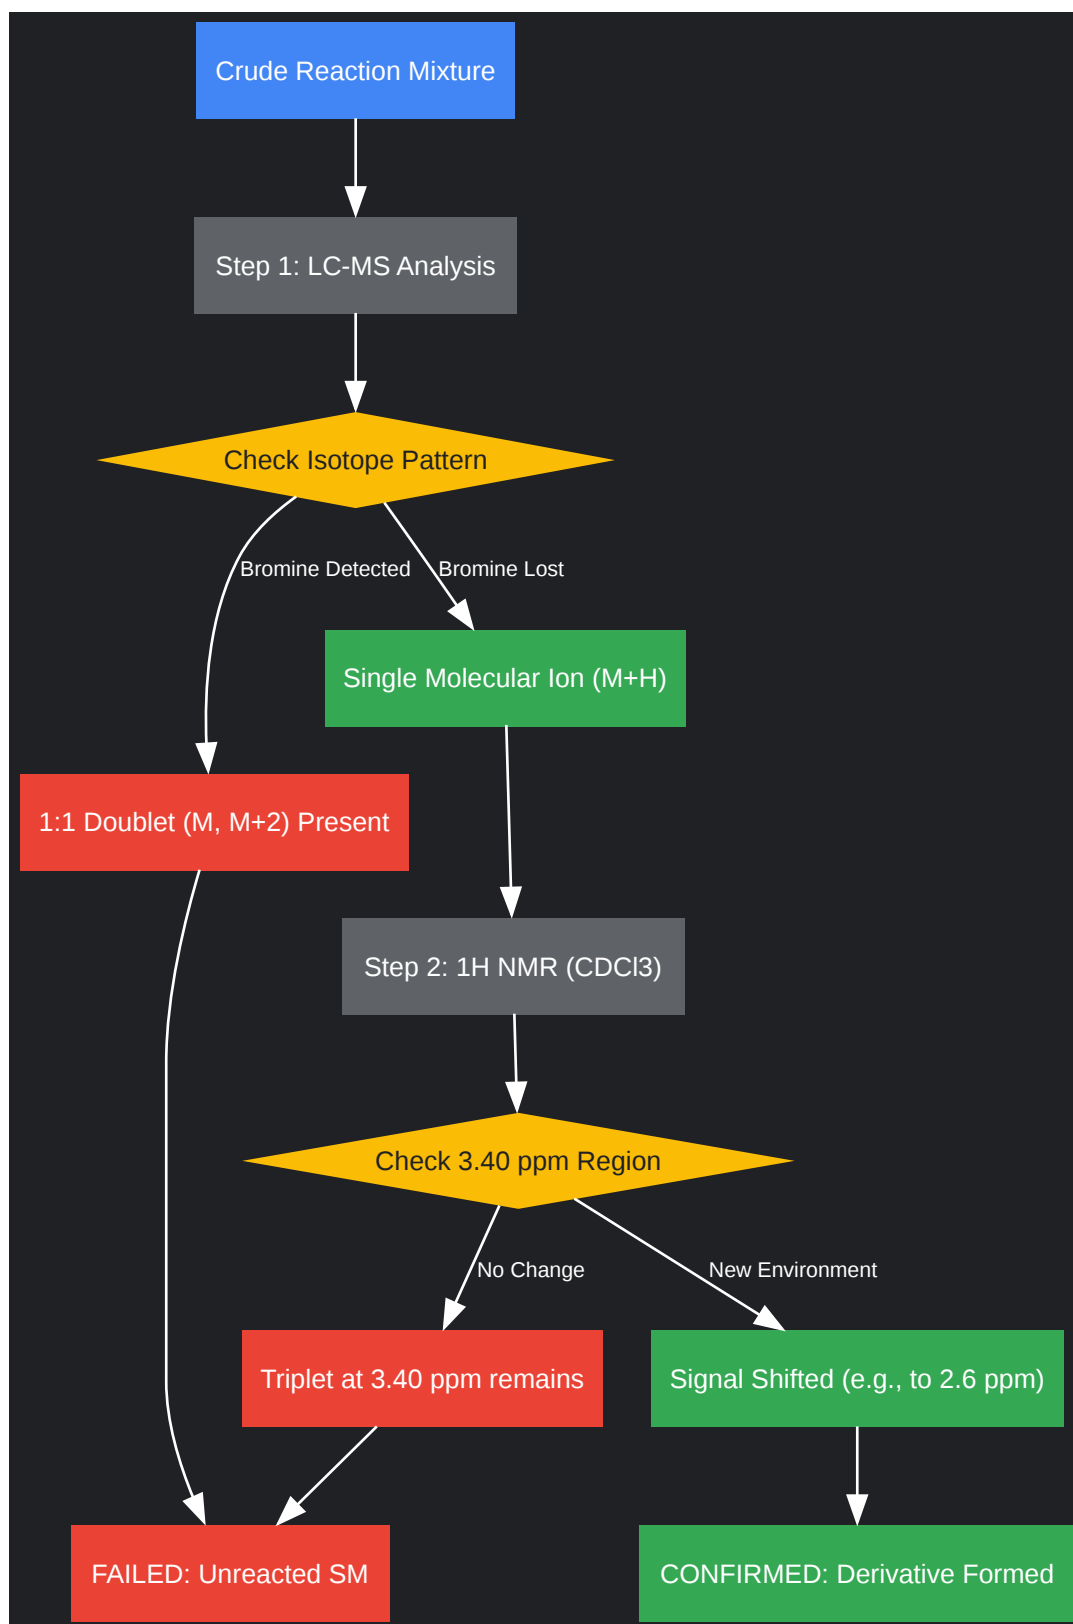 Crude Reaction Mixture
Step 1: LC-MS Analysis
Check Isotope Pattern
Bromine Detected
Bromine Lost
Single Molecular Ion (M+H)
1:1 Doublet (M, M+2) Present
Step 2: 1H NMR (CDCl3)
Check 3.40 ppm Region
No Change
New Environment
Triplet at 3.40 ppm remains
Signal Shifted (e.g., to 2.6 ppm)
FAILED: Unreacted SM
CONFIRMED: Derivative Formed